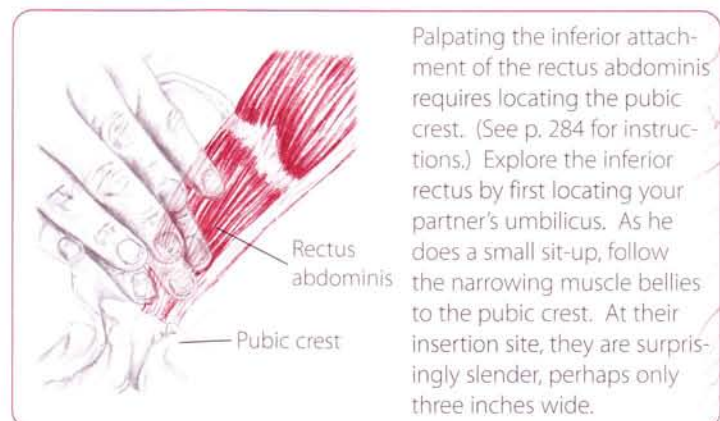 Palpating the inferior attach-
ment of the rectus abdominis
requires locating the pubic
crest. (See p. 284 for instruc-
tions.) Explore the inferior
rectus by first locating your
partner's umbilicus. As he
does a small sit-up, follow
the narrowing muscle bellies
to the pubic crest. At their
insertion site, they are surpris-
ingly slender, perhaps only
three inches wide.
Rectus
abdominis
Pubic crest